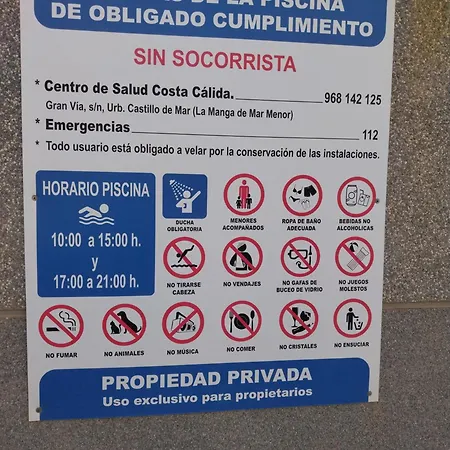 DE LA PISCINA
DE OBLIGADO CUMPLIMIENTO
SIN SOCORRISTA
* Centro de Salud Costa Cálida. 968 142 125
Gran Vía, s/n, Urb. Castillo de Mar (La Manga de Mar Menor)
* Emergencias 112
* Todo usuario está obligado a velar por la conservación de las instalaciones.
HORARIO PISCINA
10:00 a 15:00 h.
y
17:00 a 21:00 h.
DUCHA
OBLIGATORIA
MENORES
ACOMPAÑADOS
ROPA DE BAÑO
ADECUADA
BEBIDAS NO
ALCOHOLICAS
NO TIRARSE
CABEZA
NO VENDAJES
NO GAFAS DE
BUCEO DE VIDRIO
NO JUEGOS
MOLESTOS
NO FUMAR
NO ANIMALES
NO MUSICA
NO COMER
NO CRISTALES
NO ENSUCIAR
PROPIEDAD PRIVADA
Uso exclusivo para propietarios